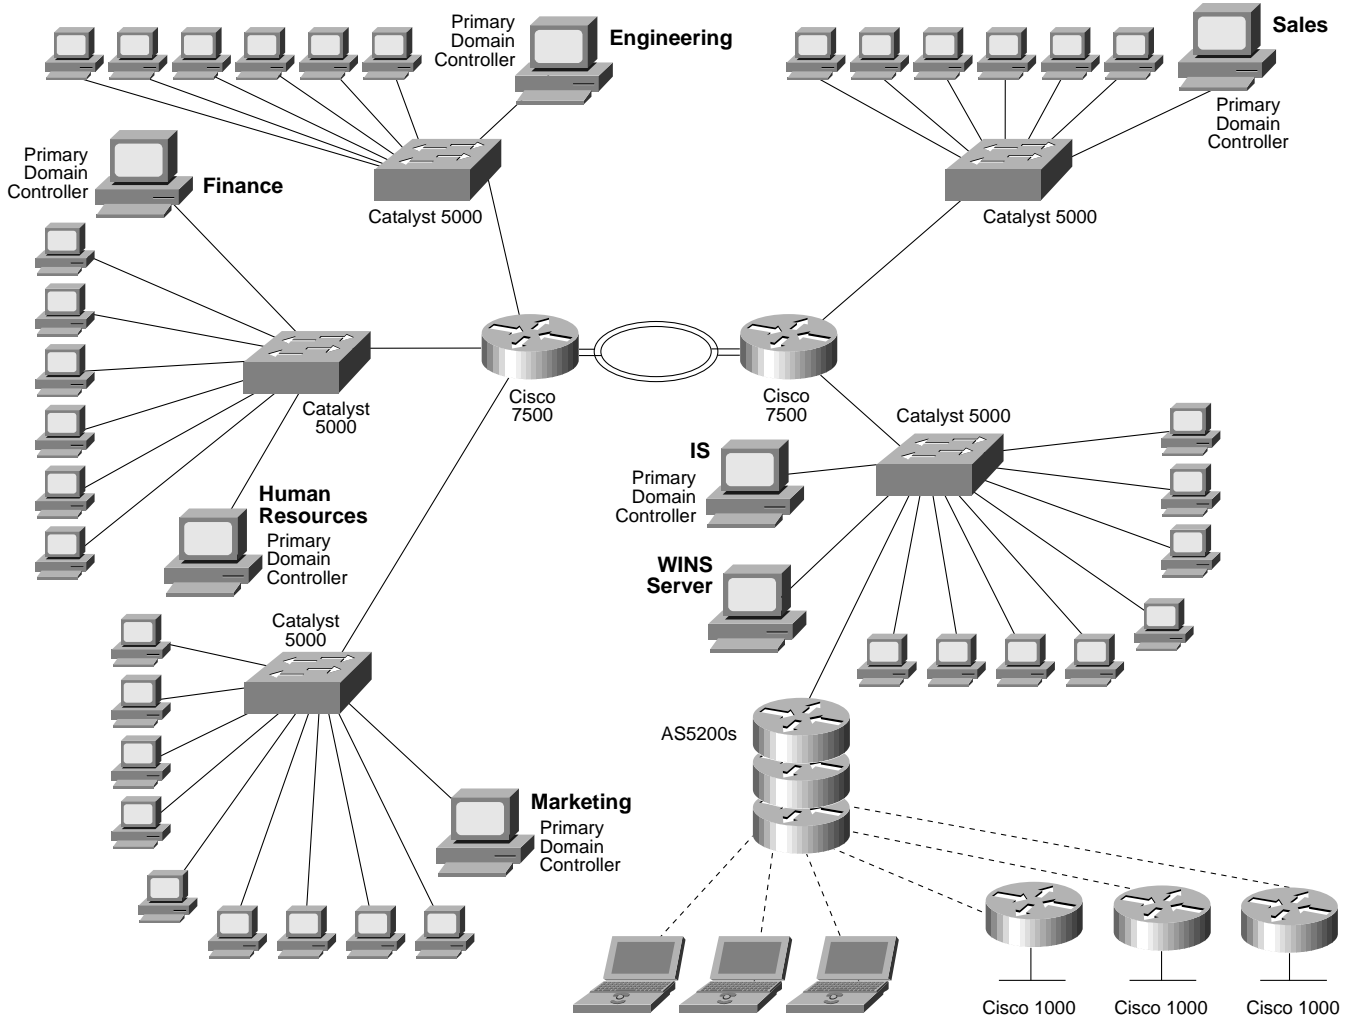 Primary
Domain
Controller
Engineering
Sales
Primary
Domain
Controller
Primary
Domain
Controller
Finance
Catalyst 5000
Catalyst 5000
Cisco
7500
Cisco
7500
Catalyst
5000
Catalyst 5000
IS
Primary
Domain
Controller
Human
Resources
Primary
Domain
Controller
WINS
Server
Catalyst
5000
AS5200s
Marketing
Primary
Domain
Controller
Cisco 1000
Cisco 1000
Cisco 1000